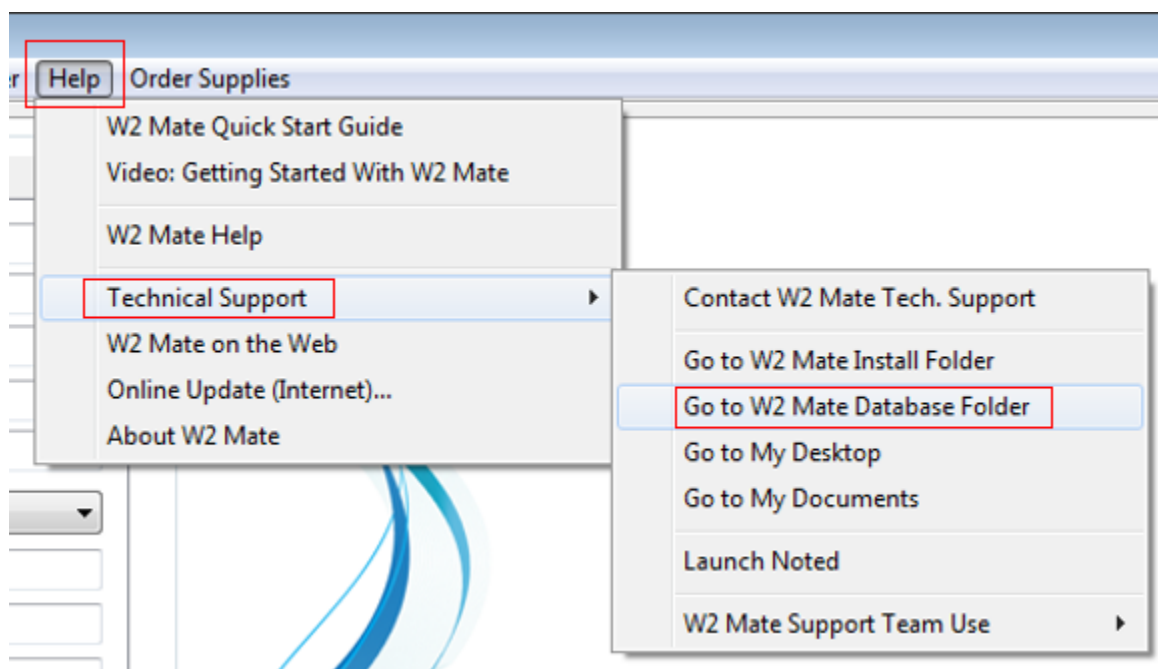 Help Order Supplies
W2 Mate Quick Start Guide
Video: Getting Started With W2 Mate
W2 Mate Help
Technical Support
W2 Mate on the Web
Online Update (Internet)...
About W2 Mate
Contact W2 Mate Tech. Support
Go to W2 Mate Install Folder
Go to W2 Mate Database Folder
Go to My Desktop
Go to My Documents
Launch Noted
W2 Mate Support Team Use